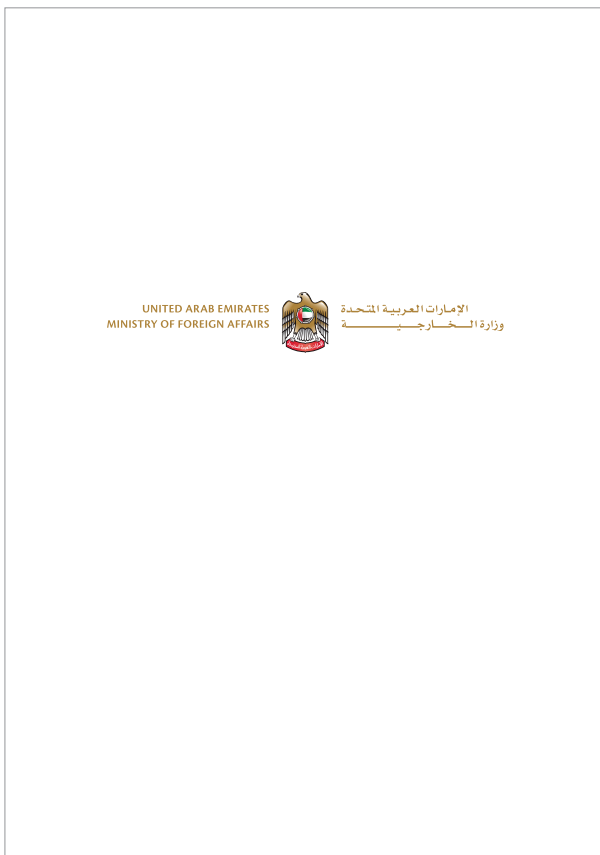 UNITED ARAB EMIRATES
MINISTRY OF FOREIGN AFFAIRS
الإمارات العربية المتحدة
وزارة الخارجية